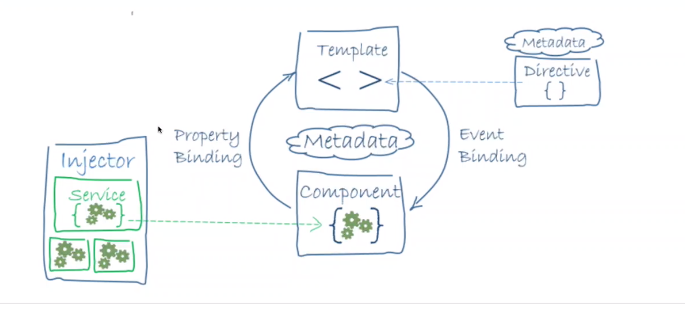 Template
< >
Metadata
Directive
{ }
Property
Binding
Metadata
Event
Binding
Injector
Service
{ }
Component
{ }